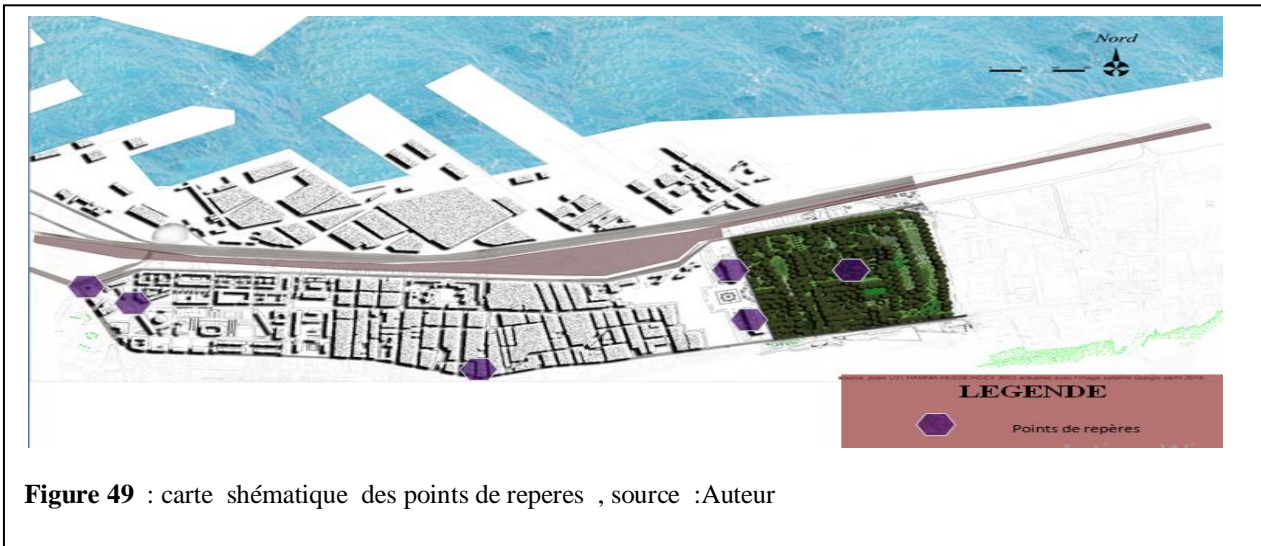 Nord
LEGENDE
Points de repères
Figure 49 : carte shématique des points de reperes , source :Auteur